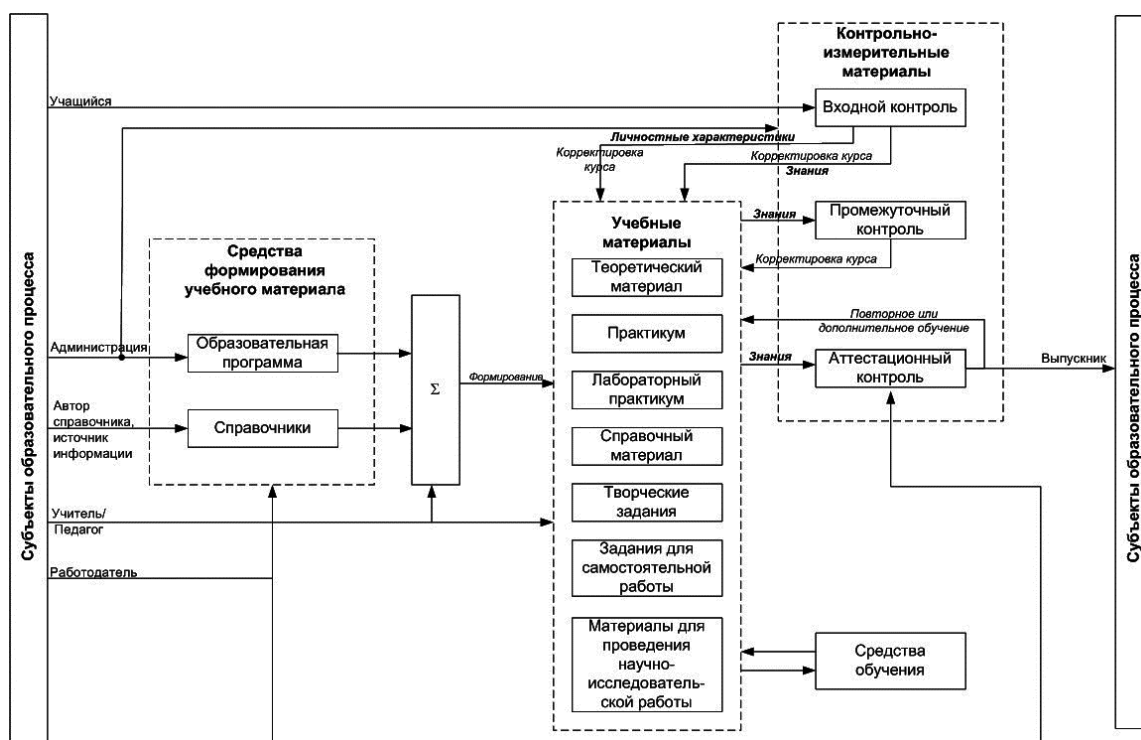 Субъекты образовательного процесса
Учащийся
Администрация
Автор
справочника,
источник
информации
Учитель/
Педагог
Работодатель
Средства
формирования
учебного материала
Образовательная
программа
Справочники
Σ
Формирование
Личностные характеристики
Корректировка
курса
Корректировка курса
Знания
Учебные
материалы
Теоретический
материал
Практикум
Лабораторный
практикум
Справочный
материал
Творческие
задания
Задания для
самостоятельной
работы
Материалы для
проведения
научно-
исследователь-
ской работы
Контрольно-
измерительные
материалы
Входной контроль
Знания
Промежуточный
контроль
Корректировка курса
Повторное или
дополнительное обучение
Знания
Аттестационный
контроль
Выпускник
Средства
обучения
Субъекты образовательного процесса